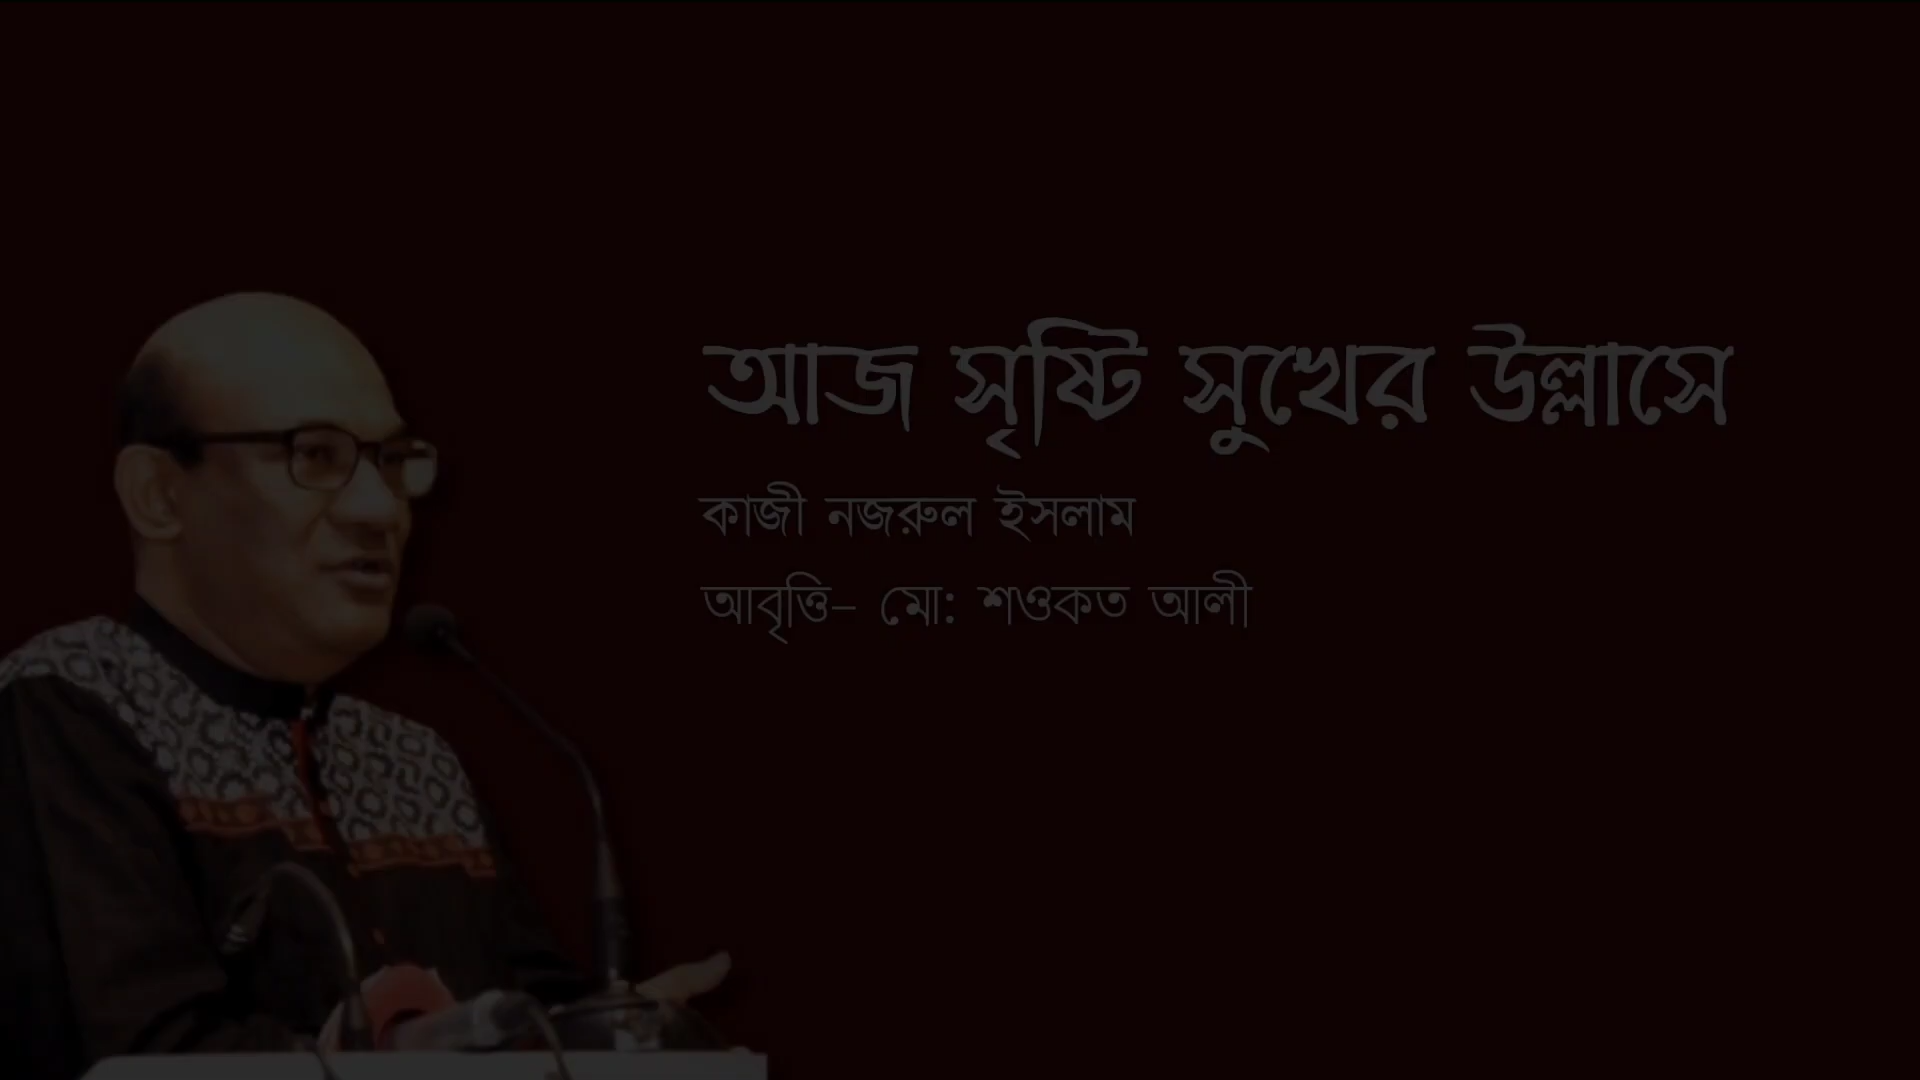 আজ সৃষ্টি সুখের উল্লাসে
কাজী নজরুল ইসলাম
আবৃত্তি– মো: শওকত আলী